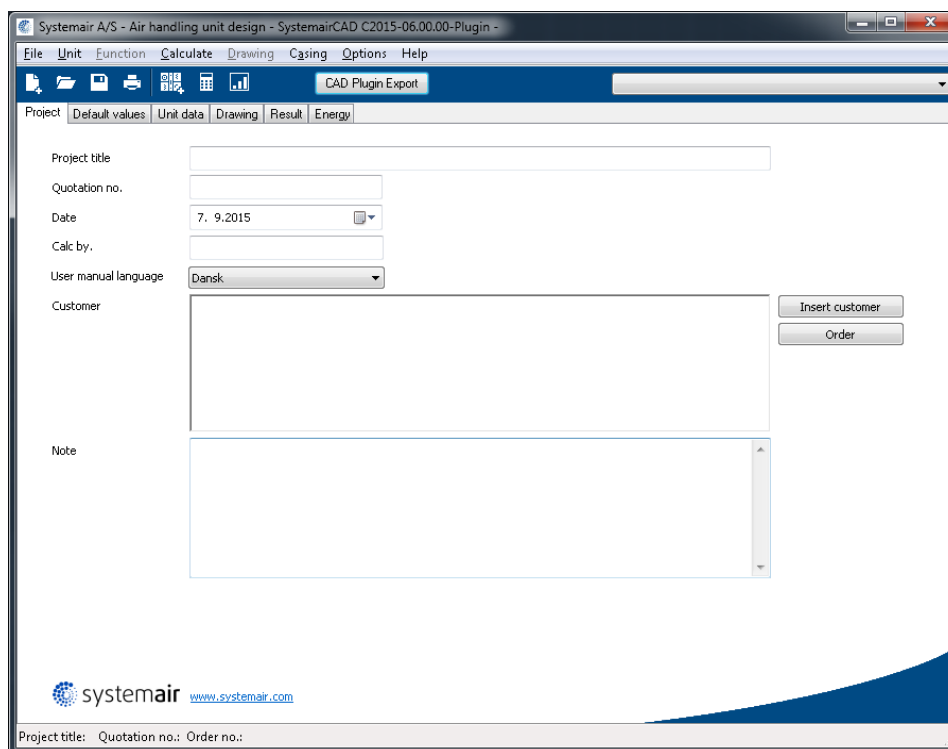 Systemair A/S - Air handling unit design - SystemairCAD C2015-06.00.00-Plugin -
File Unit Function Calculate Drawing Casing Options Help
CAD Plugin Export
Project Default values Unit data Drawing Result Energy
Project title
Quotation no.
Date 7. 9.2015
Calc by.
User manual language Dansk
Customer Insert customer
Order
Note
systemair www.systemair.com
Project title: Quotation no.: Order no.: